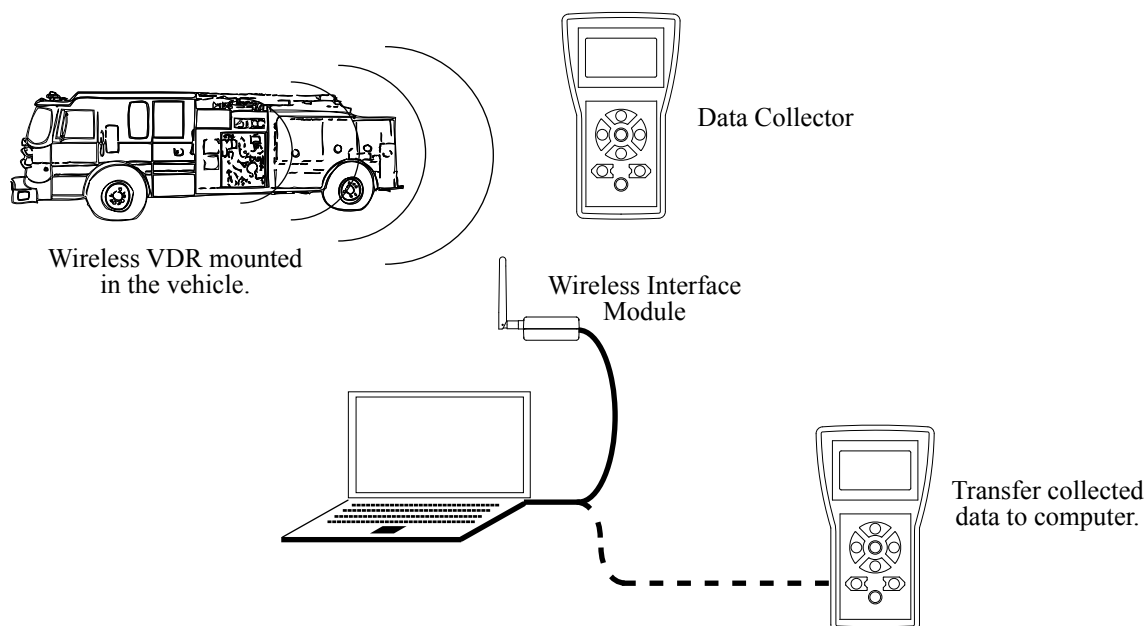 Data Collector
Wireless VDR mounted
in the vehicle.
Wireless Interface
Module
Transfer collected
data to computer.